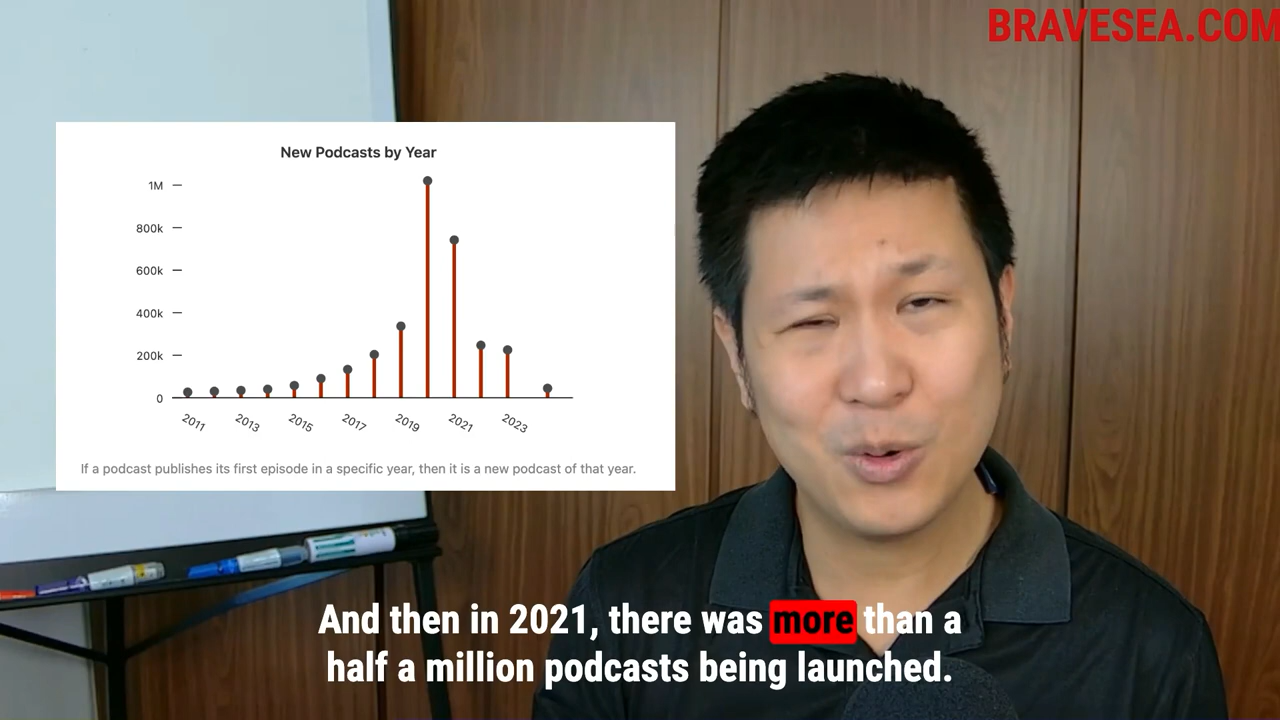 BRAVESEA.COM
New Podcasts by Year
1M
800k
600k
400k
200k
0
2011
2013
2015
2017
2019
2021
2023
If a podcast publishes its first episode in a specific year, then it is a new podcast of that year.
And then in 2021, there was more than a
half a million podcasts being launched.